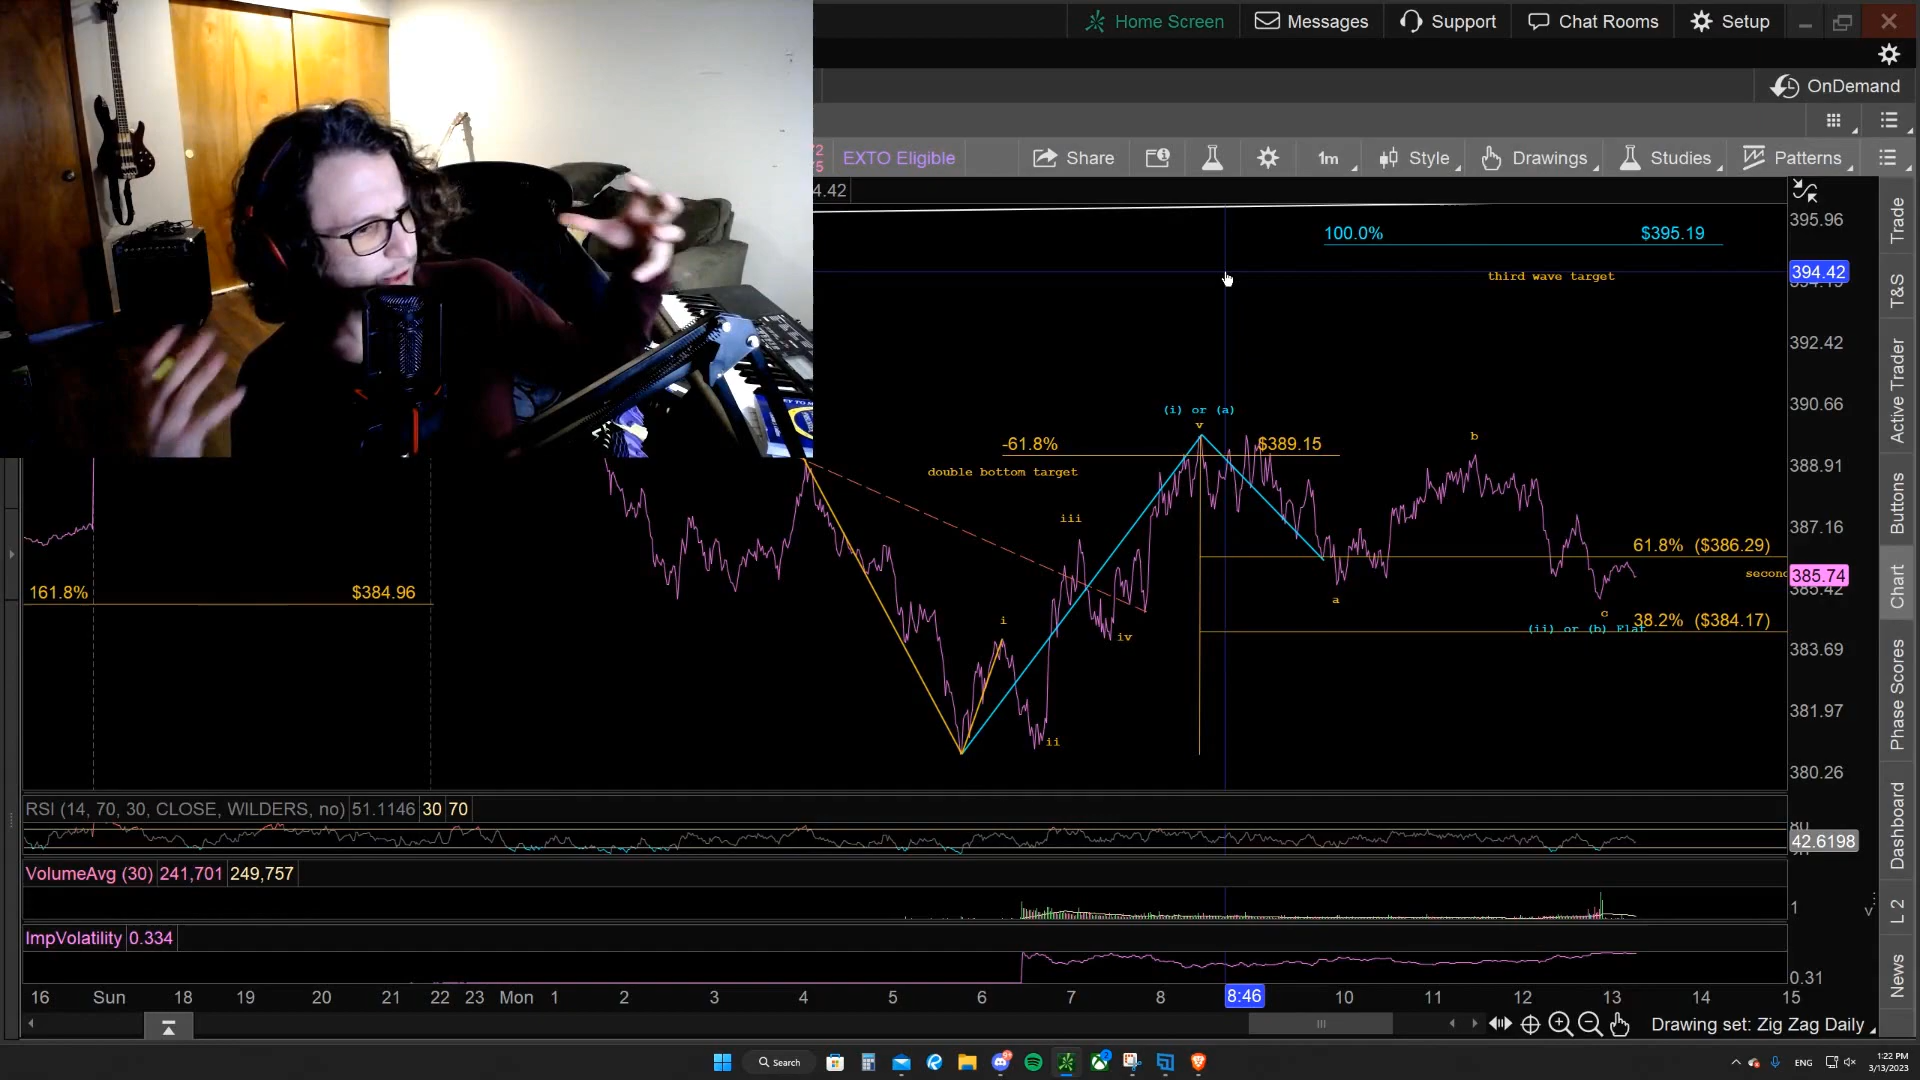 Home Screen
Messages
Support
Chat Rooms
Setup
OnDemand
EXTO Eligible
Share
1m
Style
Drawings
Studies
Patterns
4.42
395.96
100.0%
$395.19
394.42
third wave target
392.42
390.66
(i) or (a)
v
-61.8%
$389.15
b
double bottom target
388.91
iii
387.16
61.8% ($386.29)
385.74
385.42
161.8%
$384.96
a
i
c
38.2% ($384.17)
(ii) or (b) Flat
iv
383.69
ii
381.97
380.26
RSI (14, 70, 30, CLOSE, WILDERS, no) 51.1146 30 70
42.6198
VolumeAvg (30) 241,701 249,757
1
ImpVolatility 0.334
0.31
16 Sun 18 19 20 21 22 23 Mon 1 2 3 4 5 6 7 8 8:46 10 11 12 13 14 15
Drawing set: Zig Zag Daily
Trade
T&S
Active Trader
Buttons
Chart
Phase Scores
Dashboard
L 2
News
Search
ENG
1:22 PM
3/13/2023